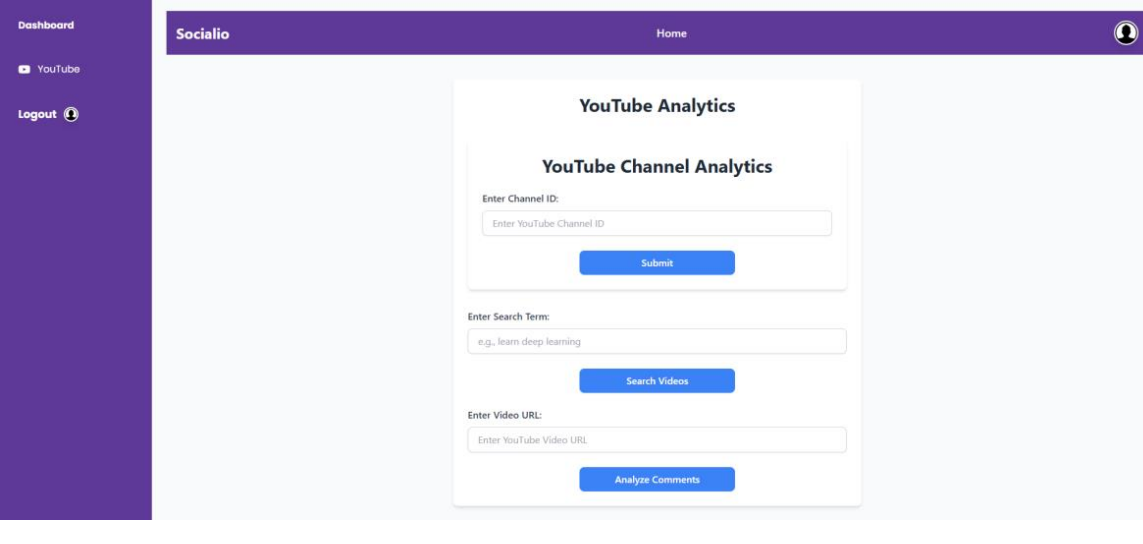 Dashboard
YouTube
Logout
Socialio
Home
YouTube Analytics
YouTube Channel Analytics
Enter Channel ID:
Enter YouTube Channel ID
Submit
Enter Search Term:
e.g., learn deep learning
Search Videos
Enter Video URL:
Enter YouTube Video URL
Analyze Comments